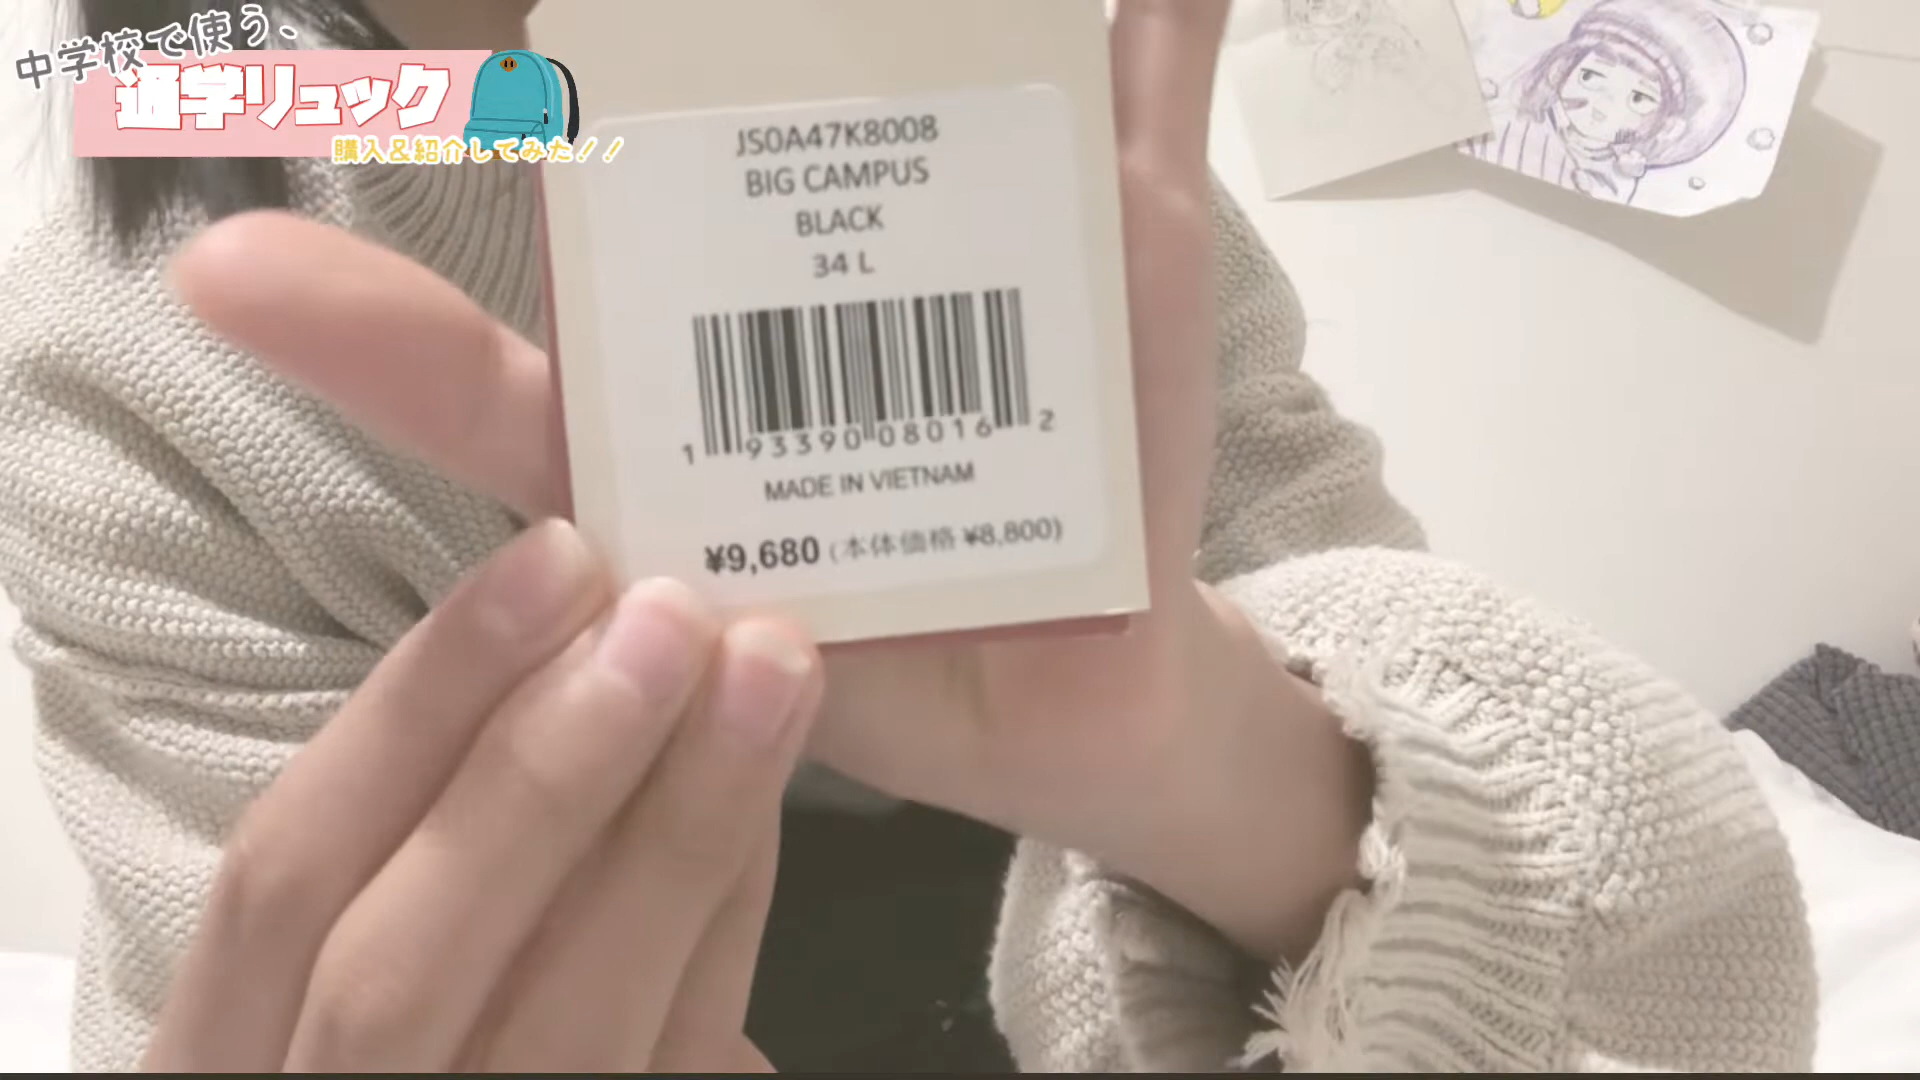 中学校で使う、
通学リュック
購入&紹介してみた!!
JS0A47K8008
BIG CAMPUS
BLACK
34 L
1 93390 08016 2
MADE IN VIETNAM
¥9,680 (本体価格 ¥8,800)